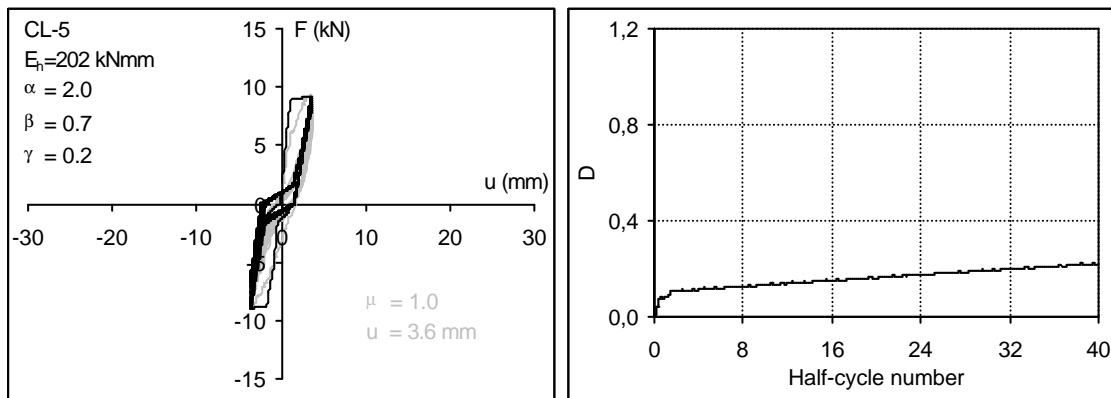 CL-5
F (kN)
E_h=202 kNmm
α = 2.0
β = 0.7
γ = 0.2
15
10
5
0
-5
-10
-15
u (mm)
-30
-20
-10
0
10
20
30
μ = 1.0
u = 3.6 mm
1,2
0,8
0,4
0,0
D
0
8
16
24
32
40
Half-cycle number